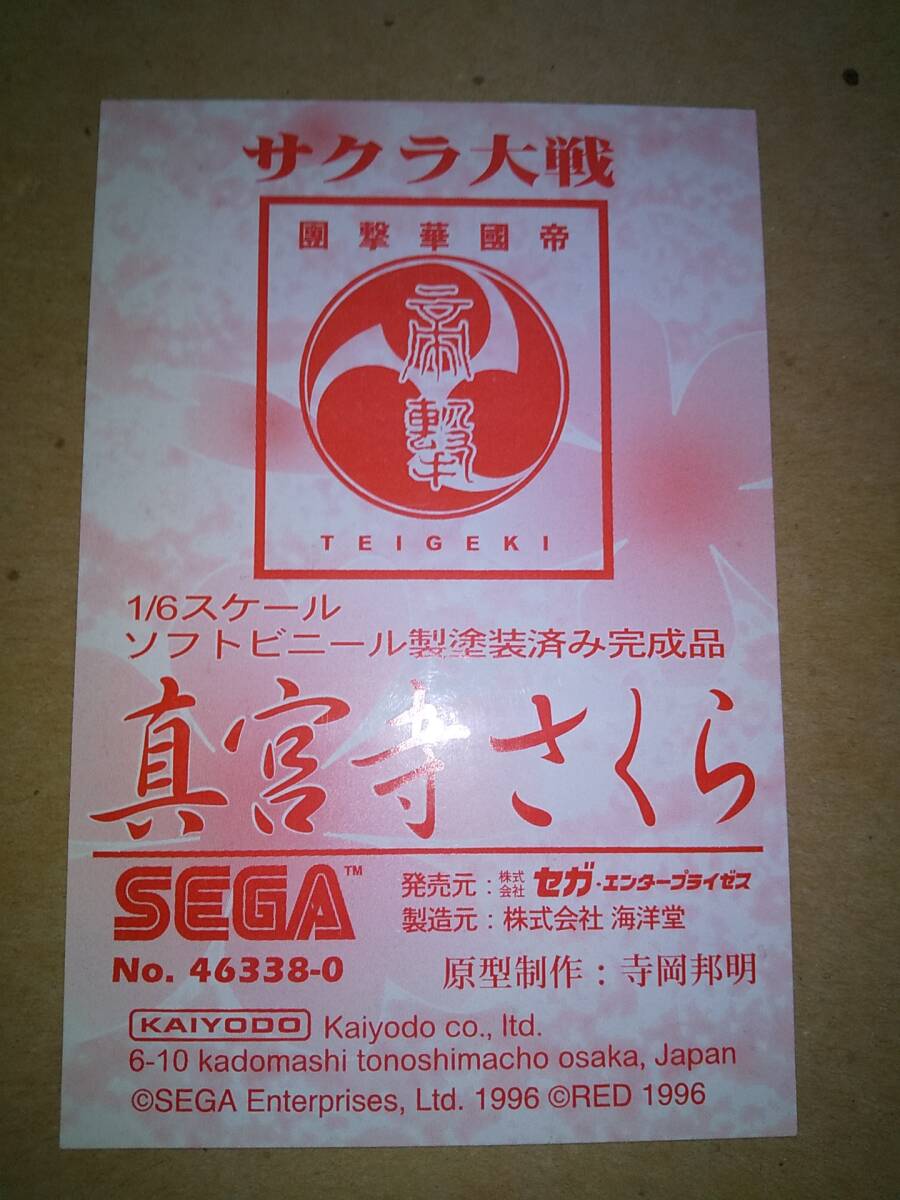 サクラ大戦
團撃華國帝
帝撃
TEIGEKI
1/6スケール
ソフトビニール製塗装済み完成品
真宮寺さくら
SEGA™
No. 46338-0
発売元：株式会社 セガ・エンタープライゼス
製造元：株式会社 海洋堂
原型制作：寺岡邦明
KAIYODO Kaiyodo co., ltd.
6-10 kadomashi tonoshimacho osaka, Japan
©SEGA Enterprises, Ltd. 1996 ©RED 1996